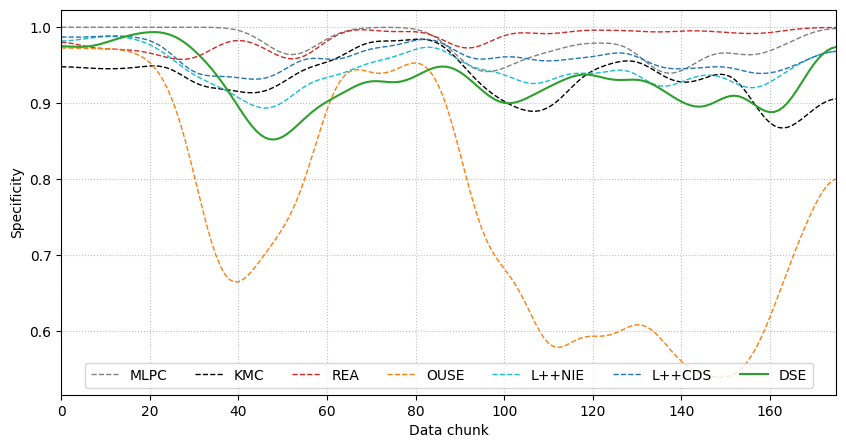 1.0
0.9
0.8
0.7
0.6
Specificity
MLPC KMC REA OUSE L++NIE L++CDS DSE
0 20 40 60 80 100 120 140 160
Data chunk